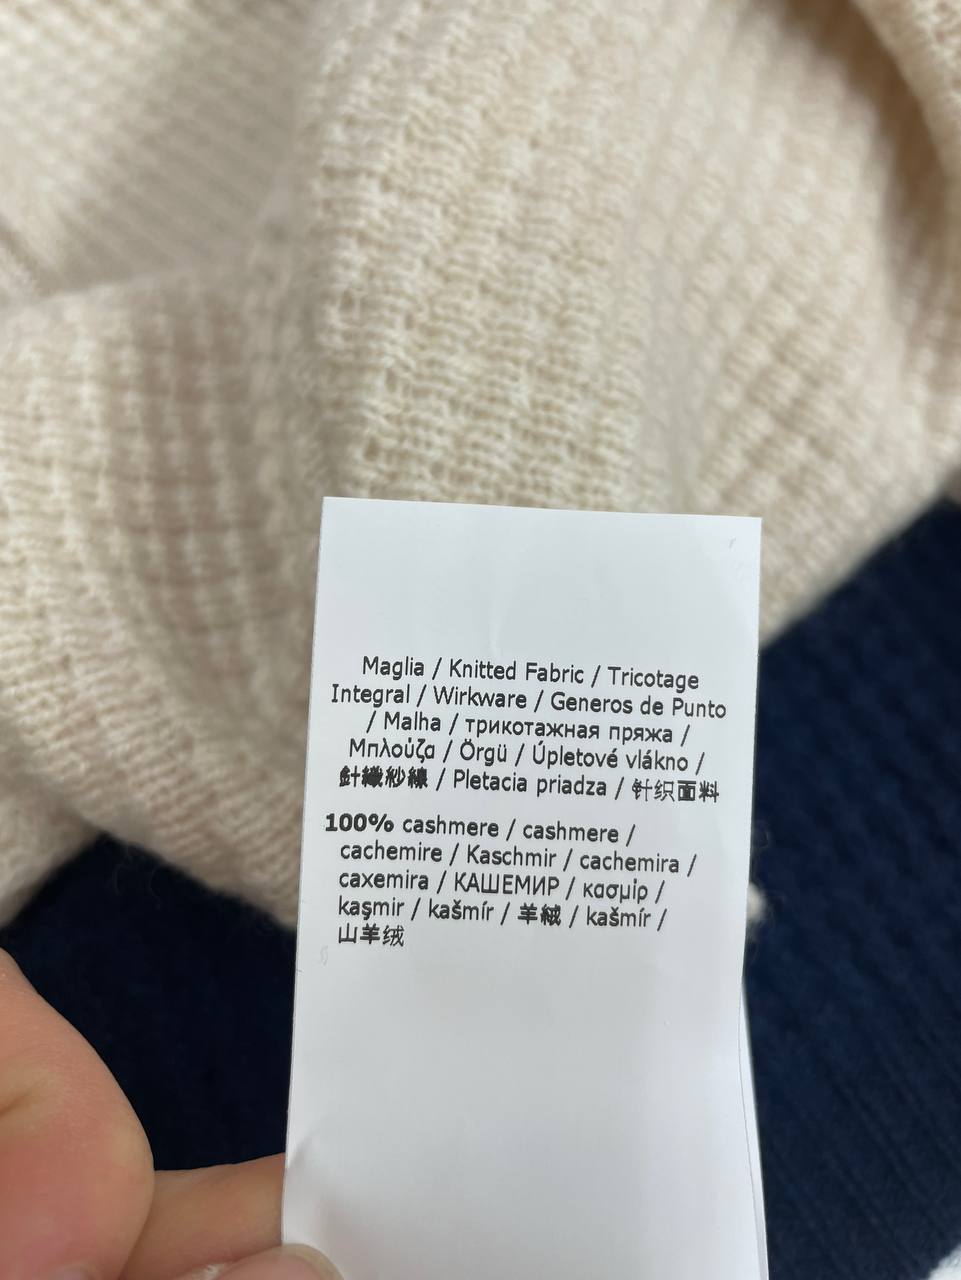 Maglia / Knitted Fabric / Tricotage
Integral / Wirkware / Generos de Punto
/ Malha / трикотажная пряжа /
Μπλούζα / Örgü / Úpletové vlákno /
針織紗線 / Pletacia priadza / 针织面料
100% cashmere / cashmere /
cachemire / Kaschmir / cachemira /
caxemira / КАШЕМИР / κασμίρ /
kaşmir / kašmír / 羊絨 / kašmír /
山羊绒